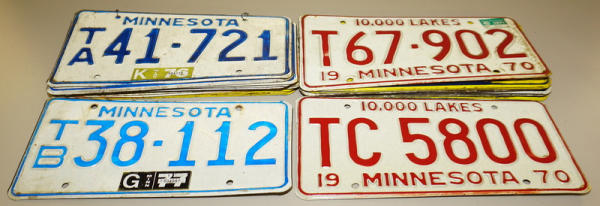 MINNESOTA
TA 41-721
K
10,000 LAKES
T67-902
19 MINNESOTA 70
MINNESOTA
TB 38-112
G 77
10,000 LAKES
TC 5800
19 MINNESOTA 70